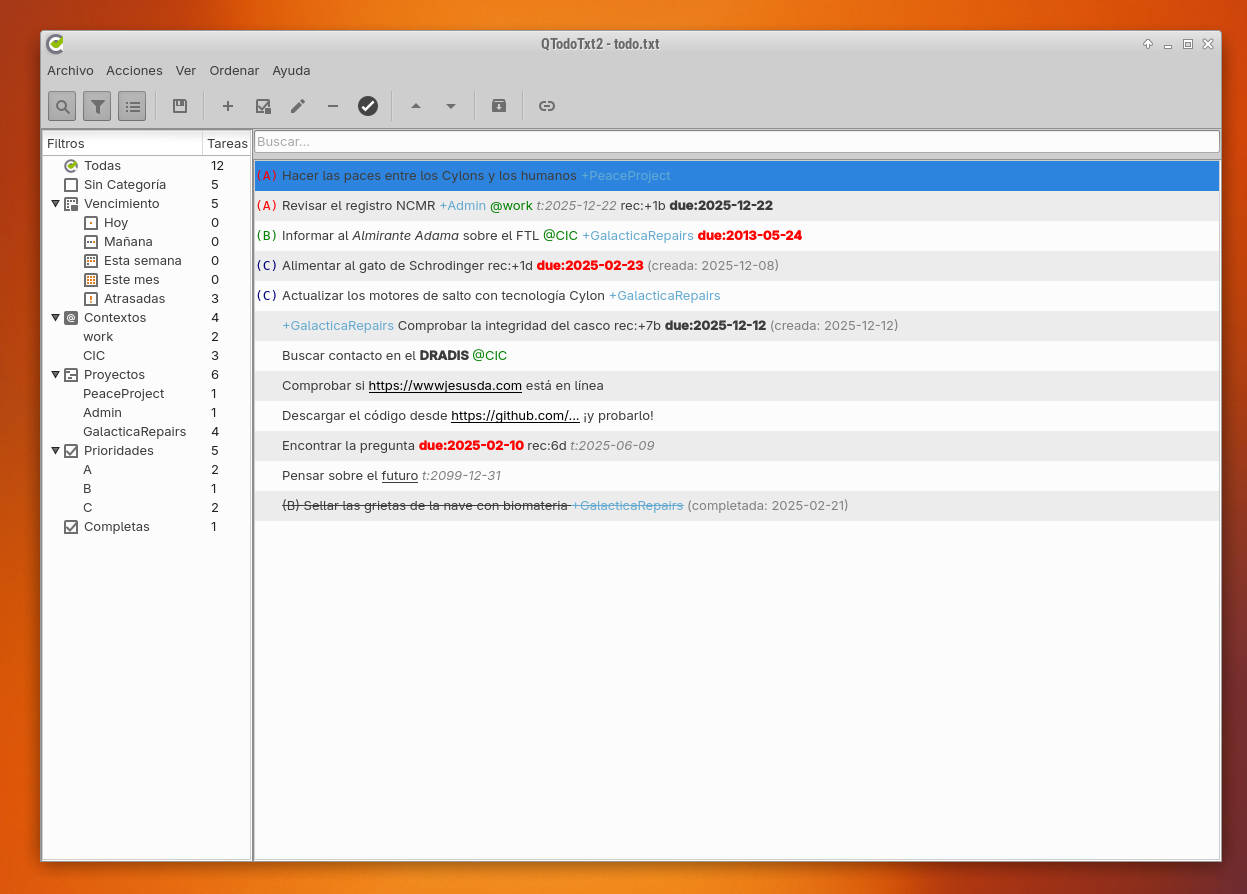 QTodoTxt2 - todo.txt
Archivo Acciones Ver Ordenar Ayuda
Filtros Tareas
Todas 12
Sin Categoría 5
Vencimiento 5
Hoy 0
Mañana 0
Esta semana 0
Este mes 0
Atrasadas 3
Contextos 4
work 2
CIC 3
Proyectos 6
PeaceProject 1
Admin 1
GalacticaRepairs 4
Prioridades 5
A 2
B 1
C 2
Completas 1
Buscar...
(A) Hacer las paces entre los Cylons y los humanos +PeaceProject
(A) Revisar el registro NCMR +Admin @work t:2025-12-22 rec:+1b due:2025-12-22
(B) Informar al Almirante Adama sobre el FTL @CIC +GalacticaRepairs due:2013-05-24
(C) Alimentar al gato de Schrodinger rec:+1d due:2025-02-23 (creada: 2025-12-08)
(C) Actualizar los motores de salto con tecnología Cylon +GalacticaRepairs
+GalacticaRepairs Comprobar la integridad del casco rec:+7b due:2025-12-12 (creada: 2025-12-12)
Buscar contacto en el DRADIS @CIC
Comprobar si https://wwwjesusda.com está en línea
Descargar el código desde https://github.com/... ¡y probarlo!
Encontrar la pregunta due:2025-02-10 rec:6d t:2025-06-09
Pensar sobre el futuro t:2099-12-31
(B) Sellar las grietas de la nave con biomateria +GalacticaRepairs (completada: 2025-02-21)